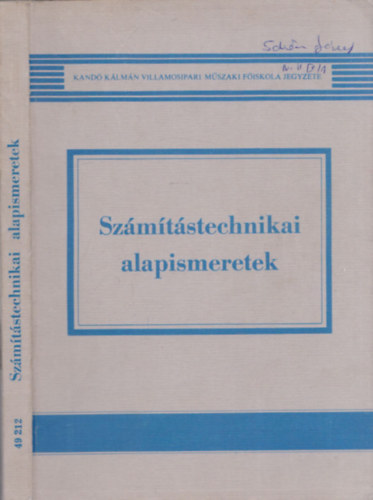 KANDÓ KÁLMÁN VILLAMOSIPARI MŰSZAKI FŐISKOLA JEGYZETE
Számítástechnikai
alapismeretek
49 212 Számítástechnikai alapismeretek